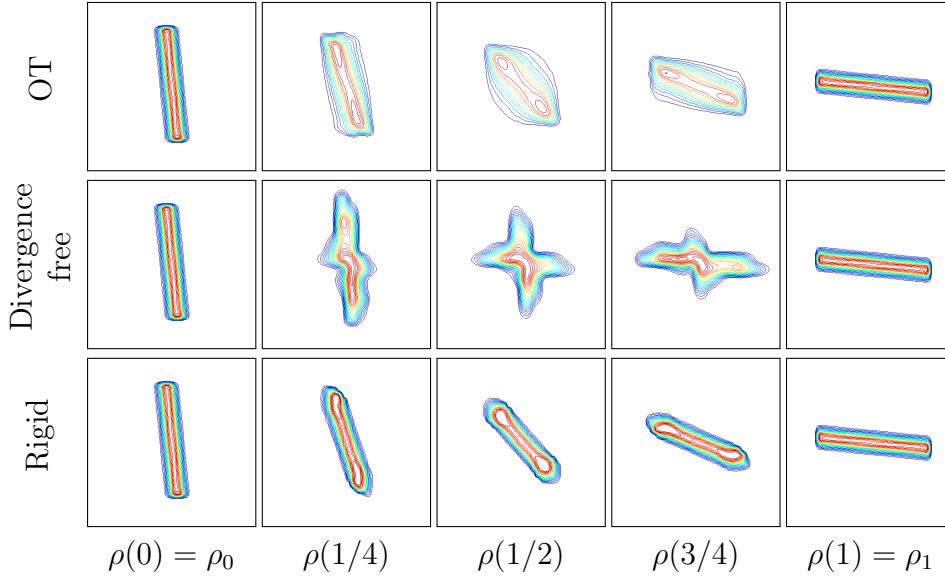 OT
Divergence
free
Rigid
ρ(0) = ρ₀
ρ(1/4)
ρ(1/2)
ρ(3/4)
ρ(1) = ρ₁